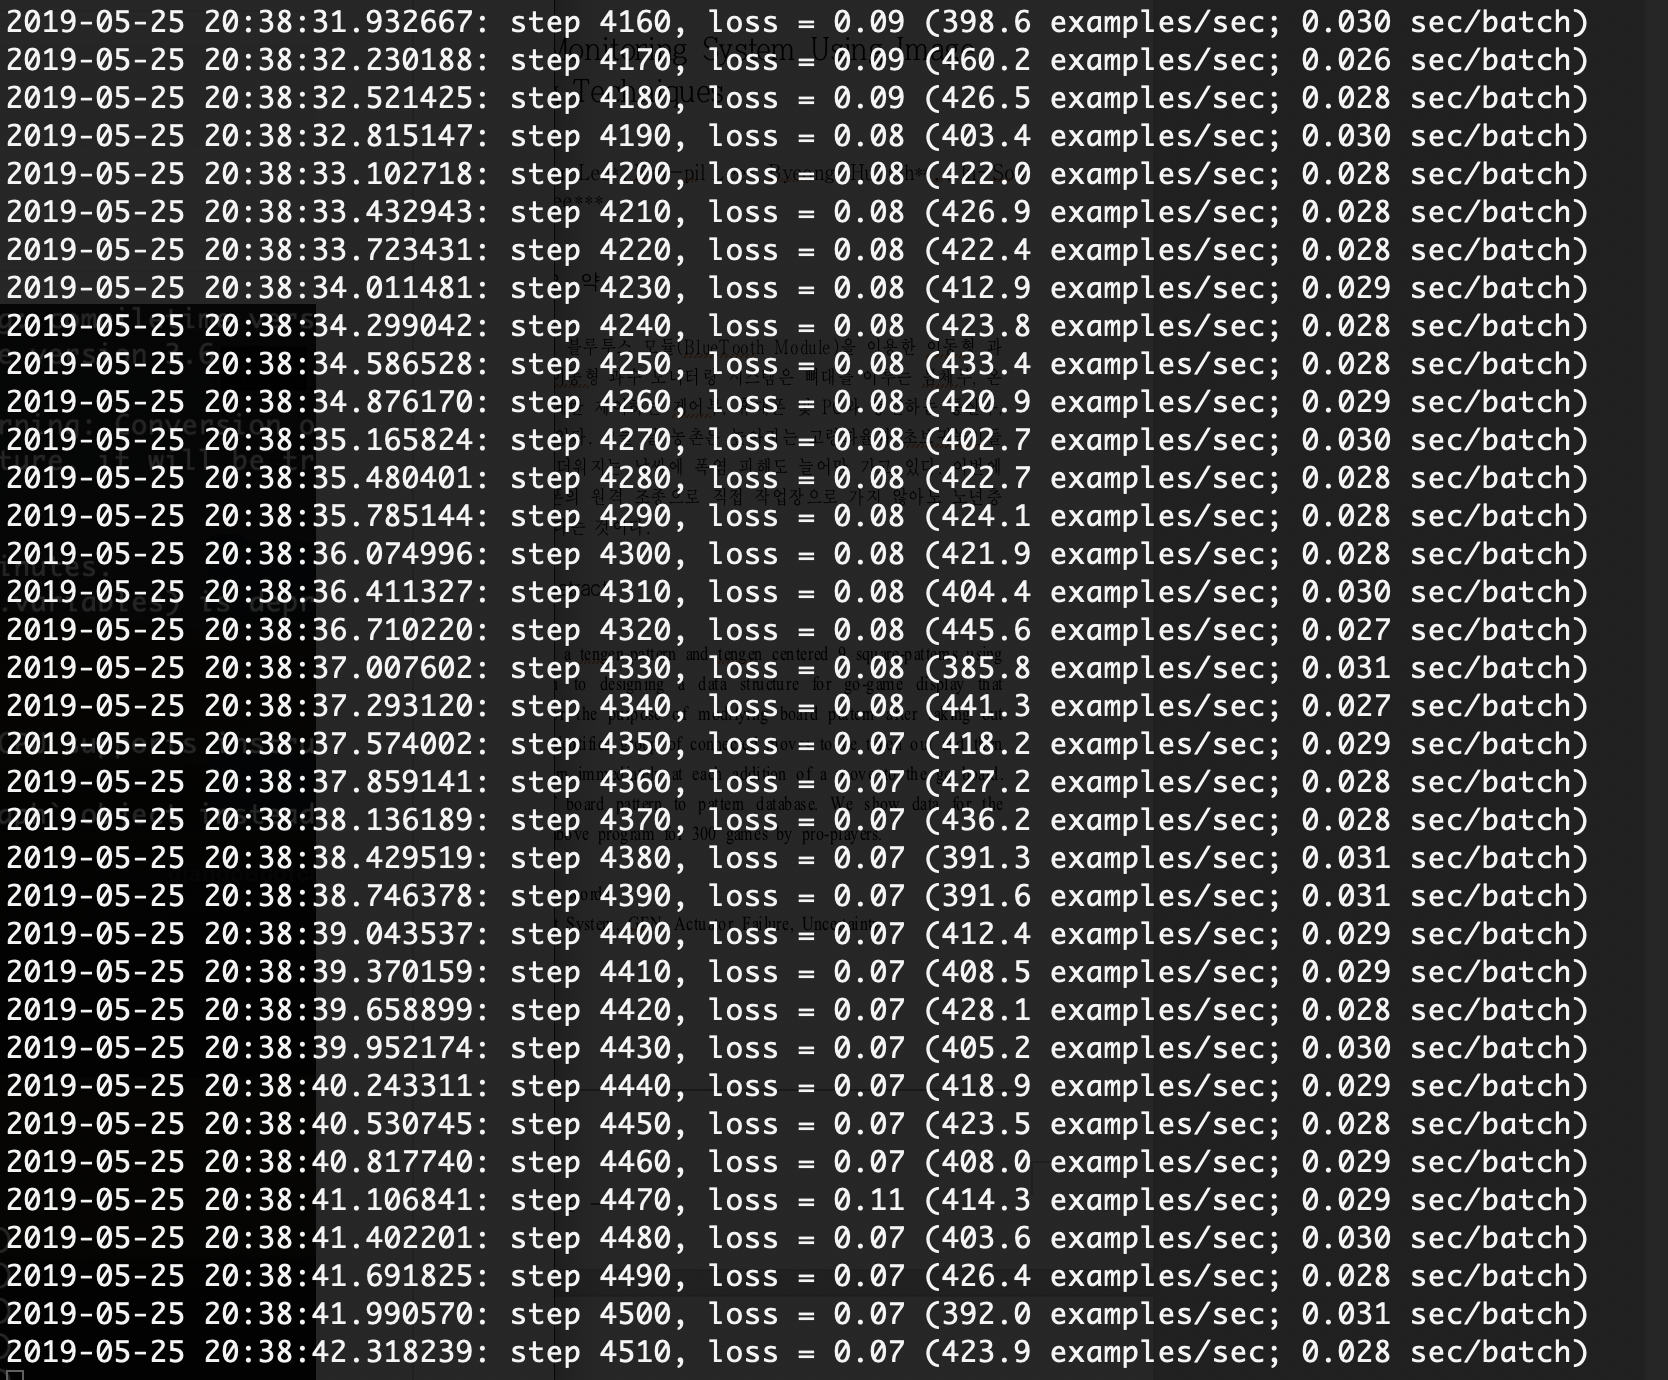 2019-05-25 20:38:31.932667: step 4160, loss = 0.09 (398.6 examples/sec; 0.030 sec/batch)
2019-05-25 20:38:32.230188: step 4170, loss = 0.09 (460.2 examples/sec; 0.026 sec/batch)
2019-05-25 20:38:32.521425: step 4180, loss = 0.09 (426.5 examples/sec; 0.028 sec/batch)
2019-05-25 20:38:32.815147: step 4190, loss = 0.08 (403.4 examples/sec; 0.030 sec/batch)
2019-05-25 20:38:33.102718: step 4200, loss = 0.08 (422.0 examples/sec; 0.028 sec/batch)
2019-05-25 20:38:33.432943: step 4210, loss = 0.08 (426.9 examples/sec; 0.028 sec/batch)
2019-05-25 20:38:33.723431: step 4220, loss = 0.08 (422.4 examples/sec; 0.028 sec/batch)
2019-05-25 20:38:34.011481: step 4230, loss = 0.08 (412.9 examples/sec; 0.029 sec/batch)
2019-05-25 20:38:34.299042: step 4240, loss = 0.08 (423.8 examples/sec; 0.028 sec/batch)
2019-05-25 20:38:34.586528: step 4250, loss = 0.08 (433.4 examples/sec; 0.028 sec/batch)
2019-05-25 20:38:34.876170: step 4260, loss = 0.08 (420.9 examples/sec; 0.029 sec/batch)
2019-05-25 20:38:35.165824: step 4270, loss = 0.08 (402.7 examples/sec; 0.030 sec/batch)
2019-05-25 20:38:35.480401: step 4280, loss = 0.08 (422.7 examples/sec; 0.028 sec/batch)
2019-05-25 20:38:35.785144: step 4290, loss = 0.08 (424.1 examples/sec; 0.028 sec/batch)
2019-05-25 20:38:36.074996: step 4300, loss = 0.08 (421.9 examples/sec; 0.028 sec/batch)
2019-05-25 20:38:36.411327: step 4310, loss = 0.08 (404.4 examples/sec; 0.030 sec/batch)
2019-05-25 20:38:36.710220: step 4320, loss = 0.08 (445.6 examples/sec; 0.027 sec/batch)
2019-05-25 20:38:37.007602: step 4330, loss = 0.08 (385.8 examples/sec; 0.031 sec/batch)
2019-05-25 20:38:37.293120: step 4340, loss = 0.08 (441.3 examples/sec; 0.027 sec/batch)
2019-05-25 20:38:37.574002: step 4350, loss = 0.07 (418.2 examples/sec; 0.029 sec/batch)
2019-05-25 20:38:37.859141: step 4360, loss = 0.07 (427.2 examples/sec; 0.028 sec/batch)
2019-05-25 20:38:38.136189: step 4370, loss = 0.07 (436.2 examples/sec; 0.028 sec/batch)
2019-05-25 20:38:38.429519: step 4380, loss = 0.07 (391.3 examples/sec; 0.031 sec/batch)
2019-05-25 20:38:38.746378: step 4390, loss = 0.07 (391.6 examples/sec; 0.031 sec/batch)
2019-05-25 20:38:39.043537: step 4400, loss = 0.07 (412.4 examples/sec; 0.029 sec/batch)
2019-05-25 20:38:39.370159: step 4410, loss = 0.07 (408.5 examples/sec; 0.029 sec/batch)
2019-05-25 20:38:39.658899: step 4420, loss = 0.07 (428.1 examples/sec; 0.028 sec/batch)
2019-05-25 20:38:39.952174: step 4430, loss = 0.07 (405.2 examples/sec; 0.030 sec/batch)
2019-05-25 20:38:40.243311: step 4440, loss = 0.07 (418.9 examples/sec; 0.029 sec/batch)
2019-05-25 20:38:40.530745: step 4450, loss = 0.07 (423.5 examples/sec; 0.028 sec/batch)
2019-05-25 20:38:40.817740: step 4460, loss = 0.07 (408.0 examples/sec; 0.029 sec/batch)
2019-05-25 20:38:41.106841: step 4470, loss = 0.11 (414.3 examples/sec; 0.029 sec/batch)
2019-05-25 20:38:41.402201: step 4480, loss = 0.07 (403.6 examples/sec; 0.030 sec/batch)
2019-05-25 20:38:41.691825: step 4490, loss = 0.07 (426.4 examples/sec; 0.028 sec/batch)
2019-05-25 20:38:41.990570: step 4500, loss = 0.07 (392.0 examples/sec; 0.031 sec/batch)
2019-05-25 20:38:42.318239: step 4510, loss = 0.07 (423.9 examples/sec; 0.028 sec/batch)